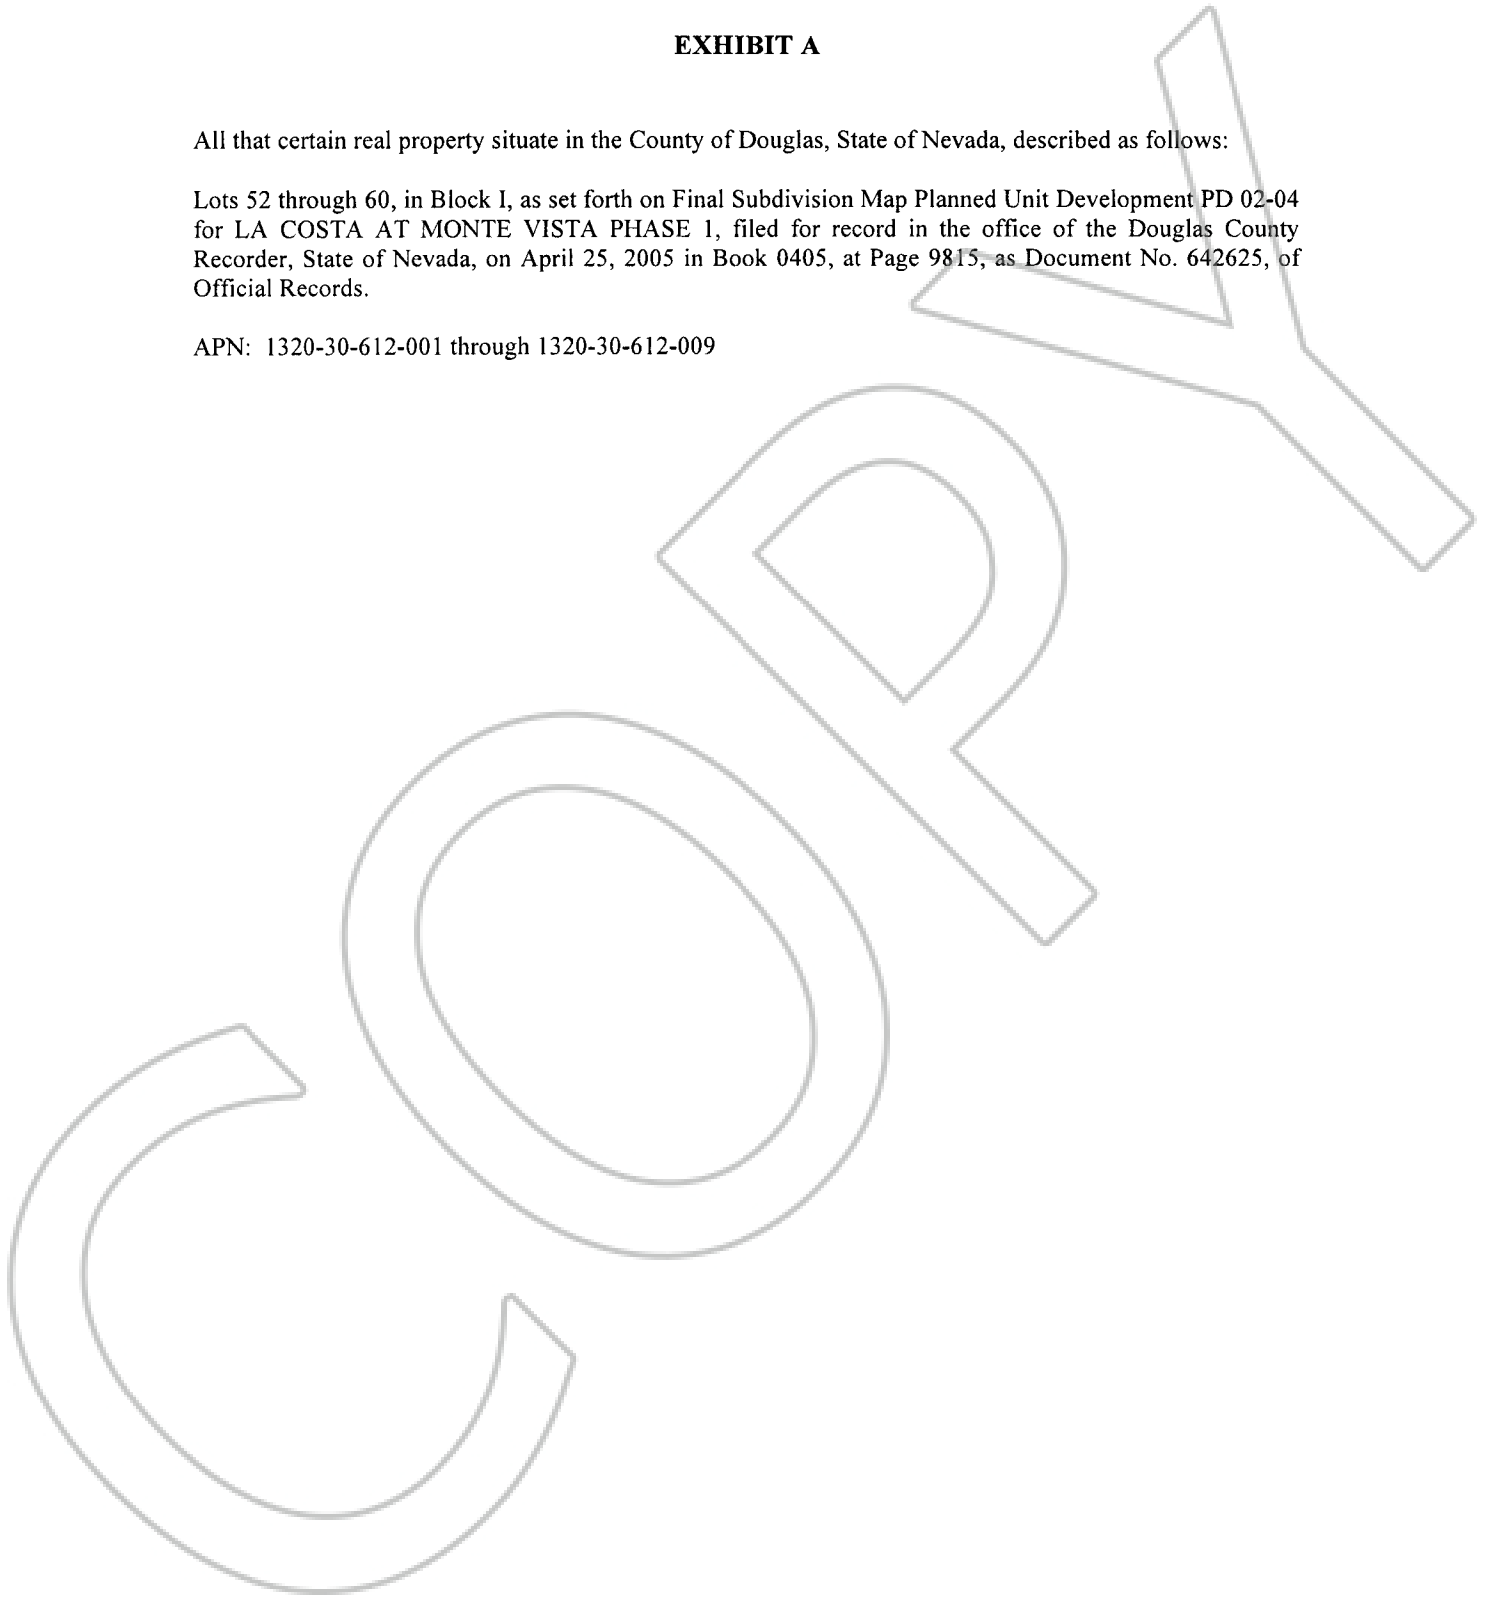 EXHIBIT A
All that certain real property situate in the County of Douglas, State of Nevada, described as follows:
Lots 52 through 60, in Block I, as set forth on Final Subdivision Map Planned Unit Development PD 02-04
for LA COSTA AT MONTE VISTA PHASE 1, filed for record in the office of the Douglas County
Recorder, State of Nevada, on April 25, 2005 in Book 0405, at Page 9815, as Document No. 642625, of
Official Records.
APN: 1320-30-612-001 through 1320-30-612-009
COPY